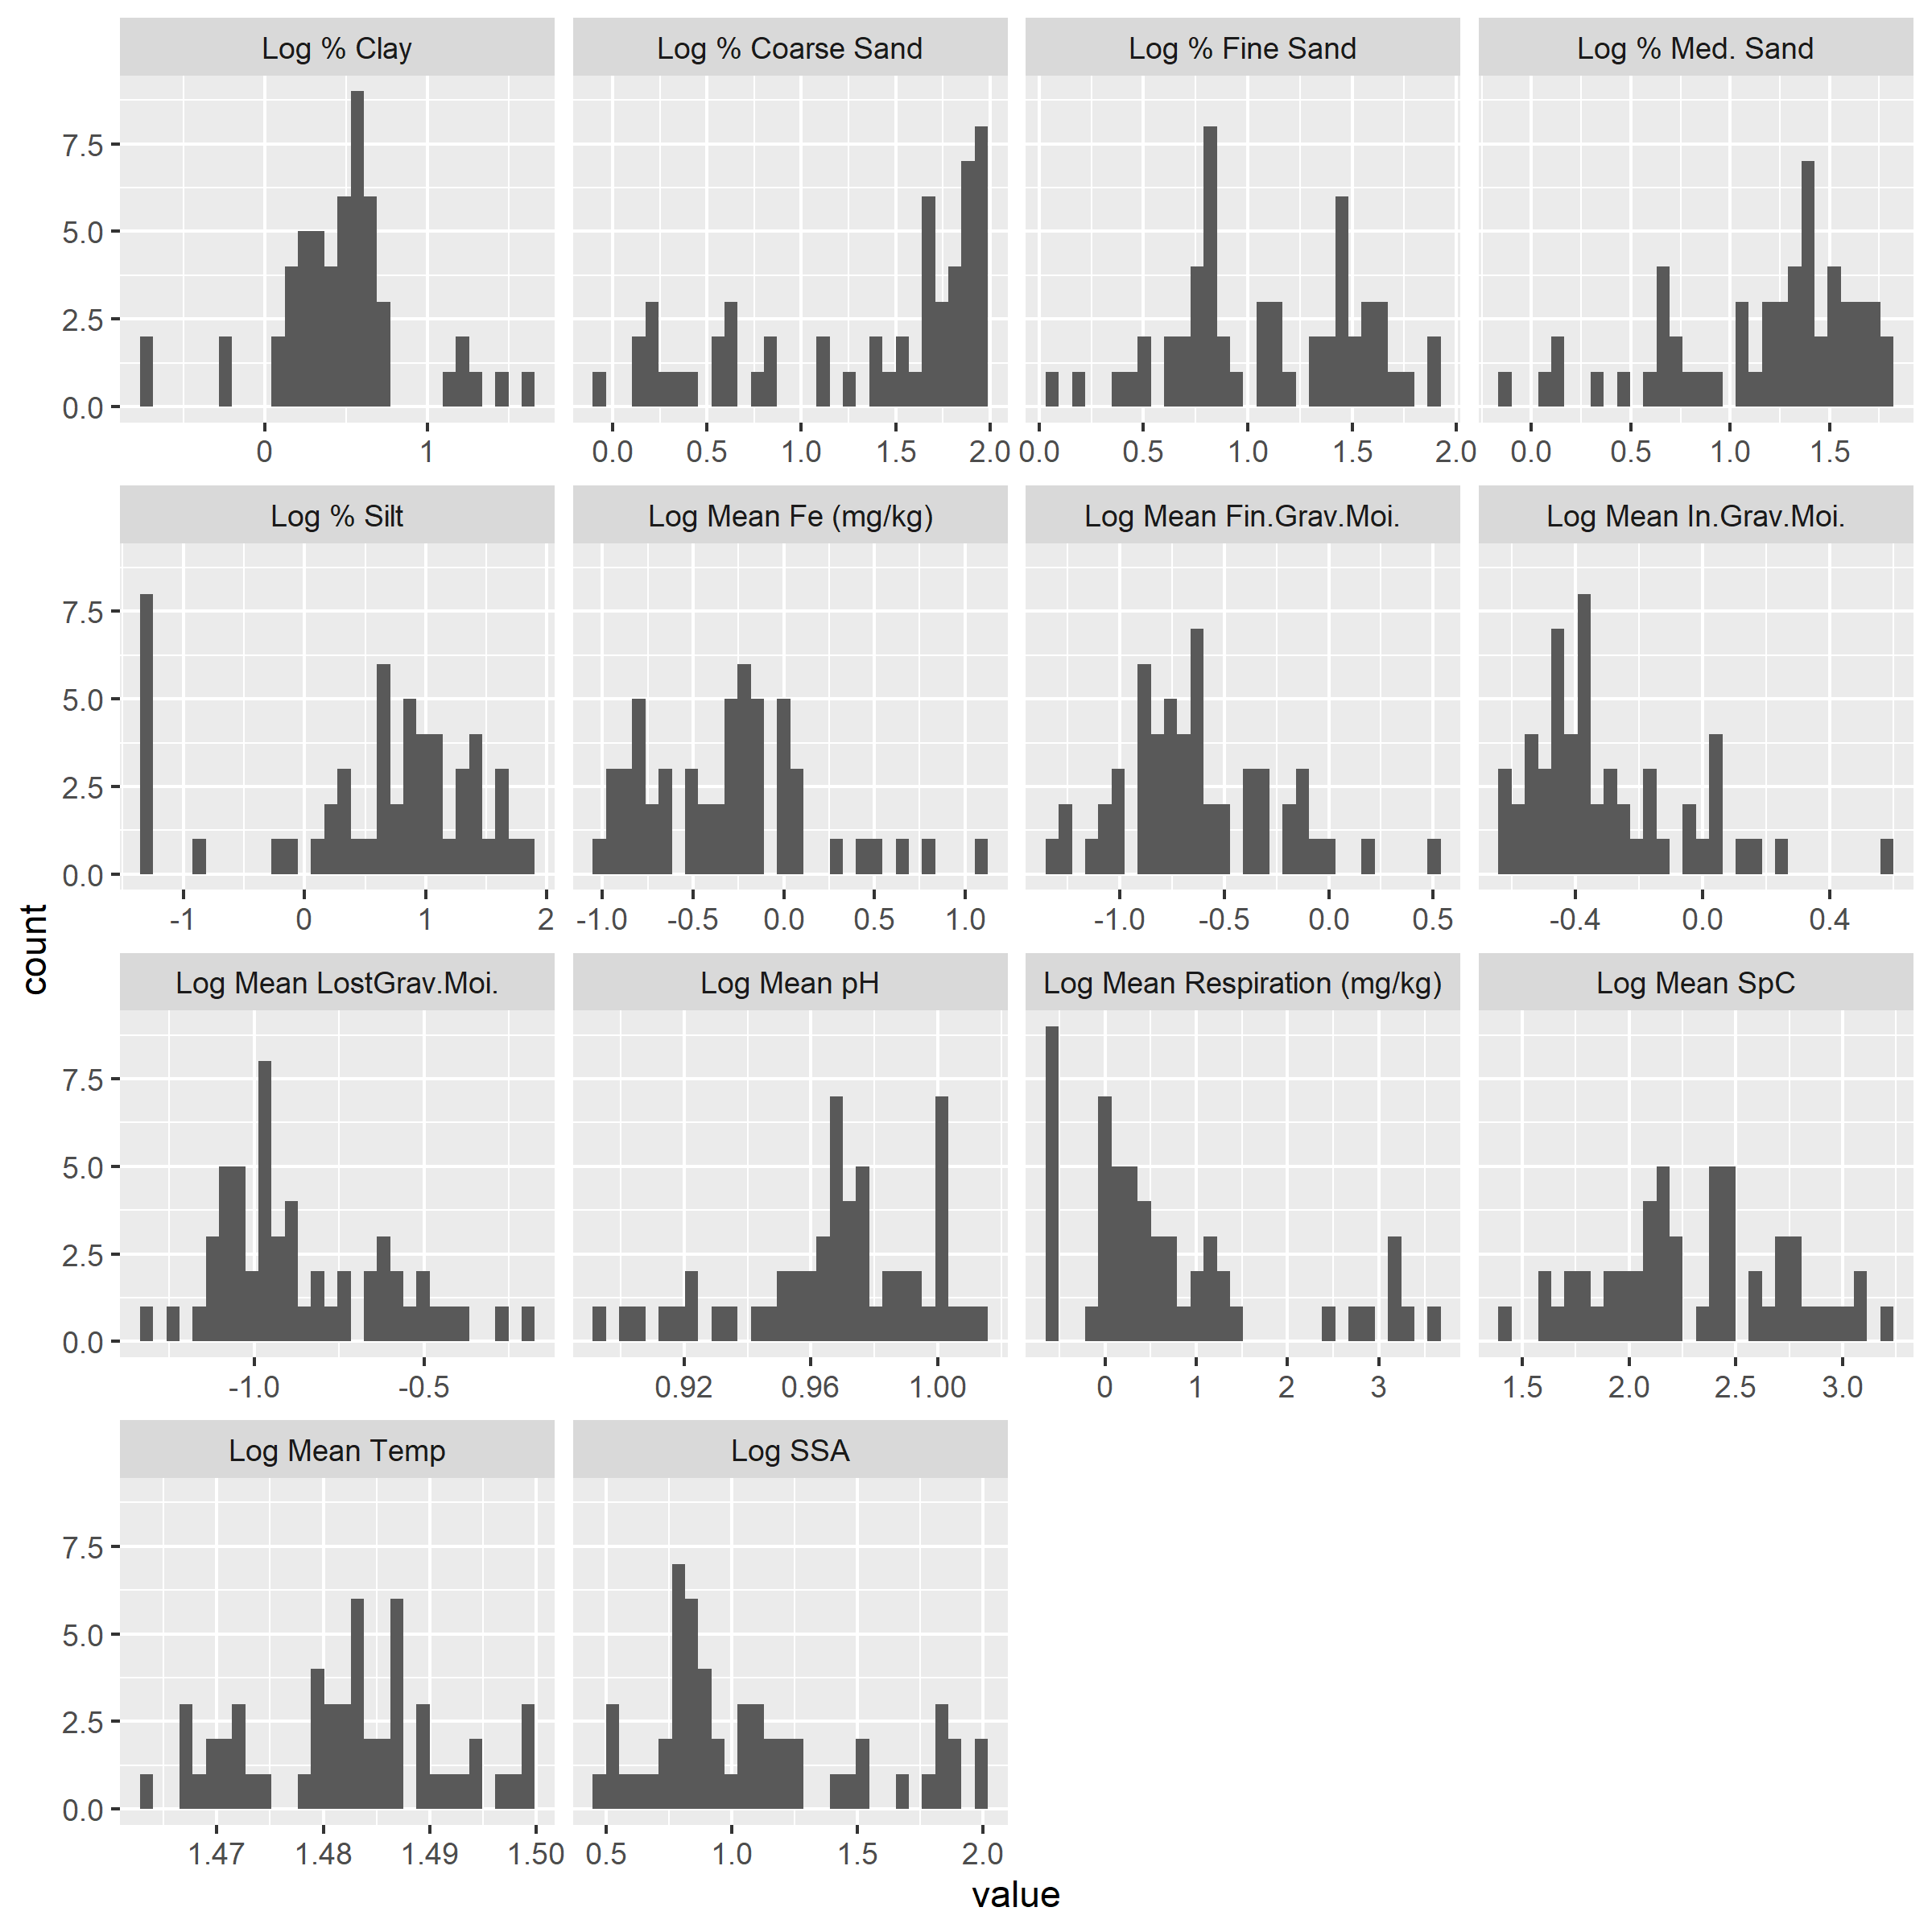 Log % Clay
Log % Coarse Sand
Log % Fine Sand
Log % Med. Sand
7.5
5.0
2.5
0.0
0 1
0.0 0.5 1.0 1.5 2.0
0.0 0.5 1.0 1.5 2.0
0.0 0.5 1.0 1.5
Log % Silt
Log Mean Fe (mg/kg)
Log Mean Fin.Grav.Moi.
Log Mean In.Grav.Moi.
7.5
5.0
2.5
0.0
-1 0 1 2
-1.0 -0.5 0.0 0.5 1.0
-1.0 -0.5 0.0 0.5
-0.4 0.0 0.4
count
Log Mean LostGrav.Moi.
Log Mean pH
Log Mean Respiration (mg/kg)
Log Mean SpC
7.5
5.0
2.5
0.0
-1.0 -0.5
0.92 0.96 1.00
0 1 2 3
1.5 2.0 2.5 3.0
Log Mean Temp
Log SSA
7.5
5.0
2.5
0.0
1.47 1.48 1.49 1.50
0.5 1.0 1.5 2.0
value